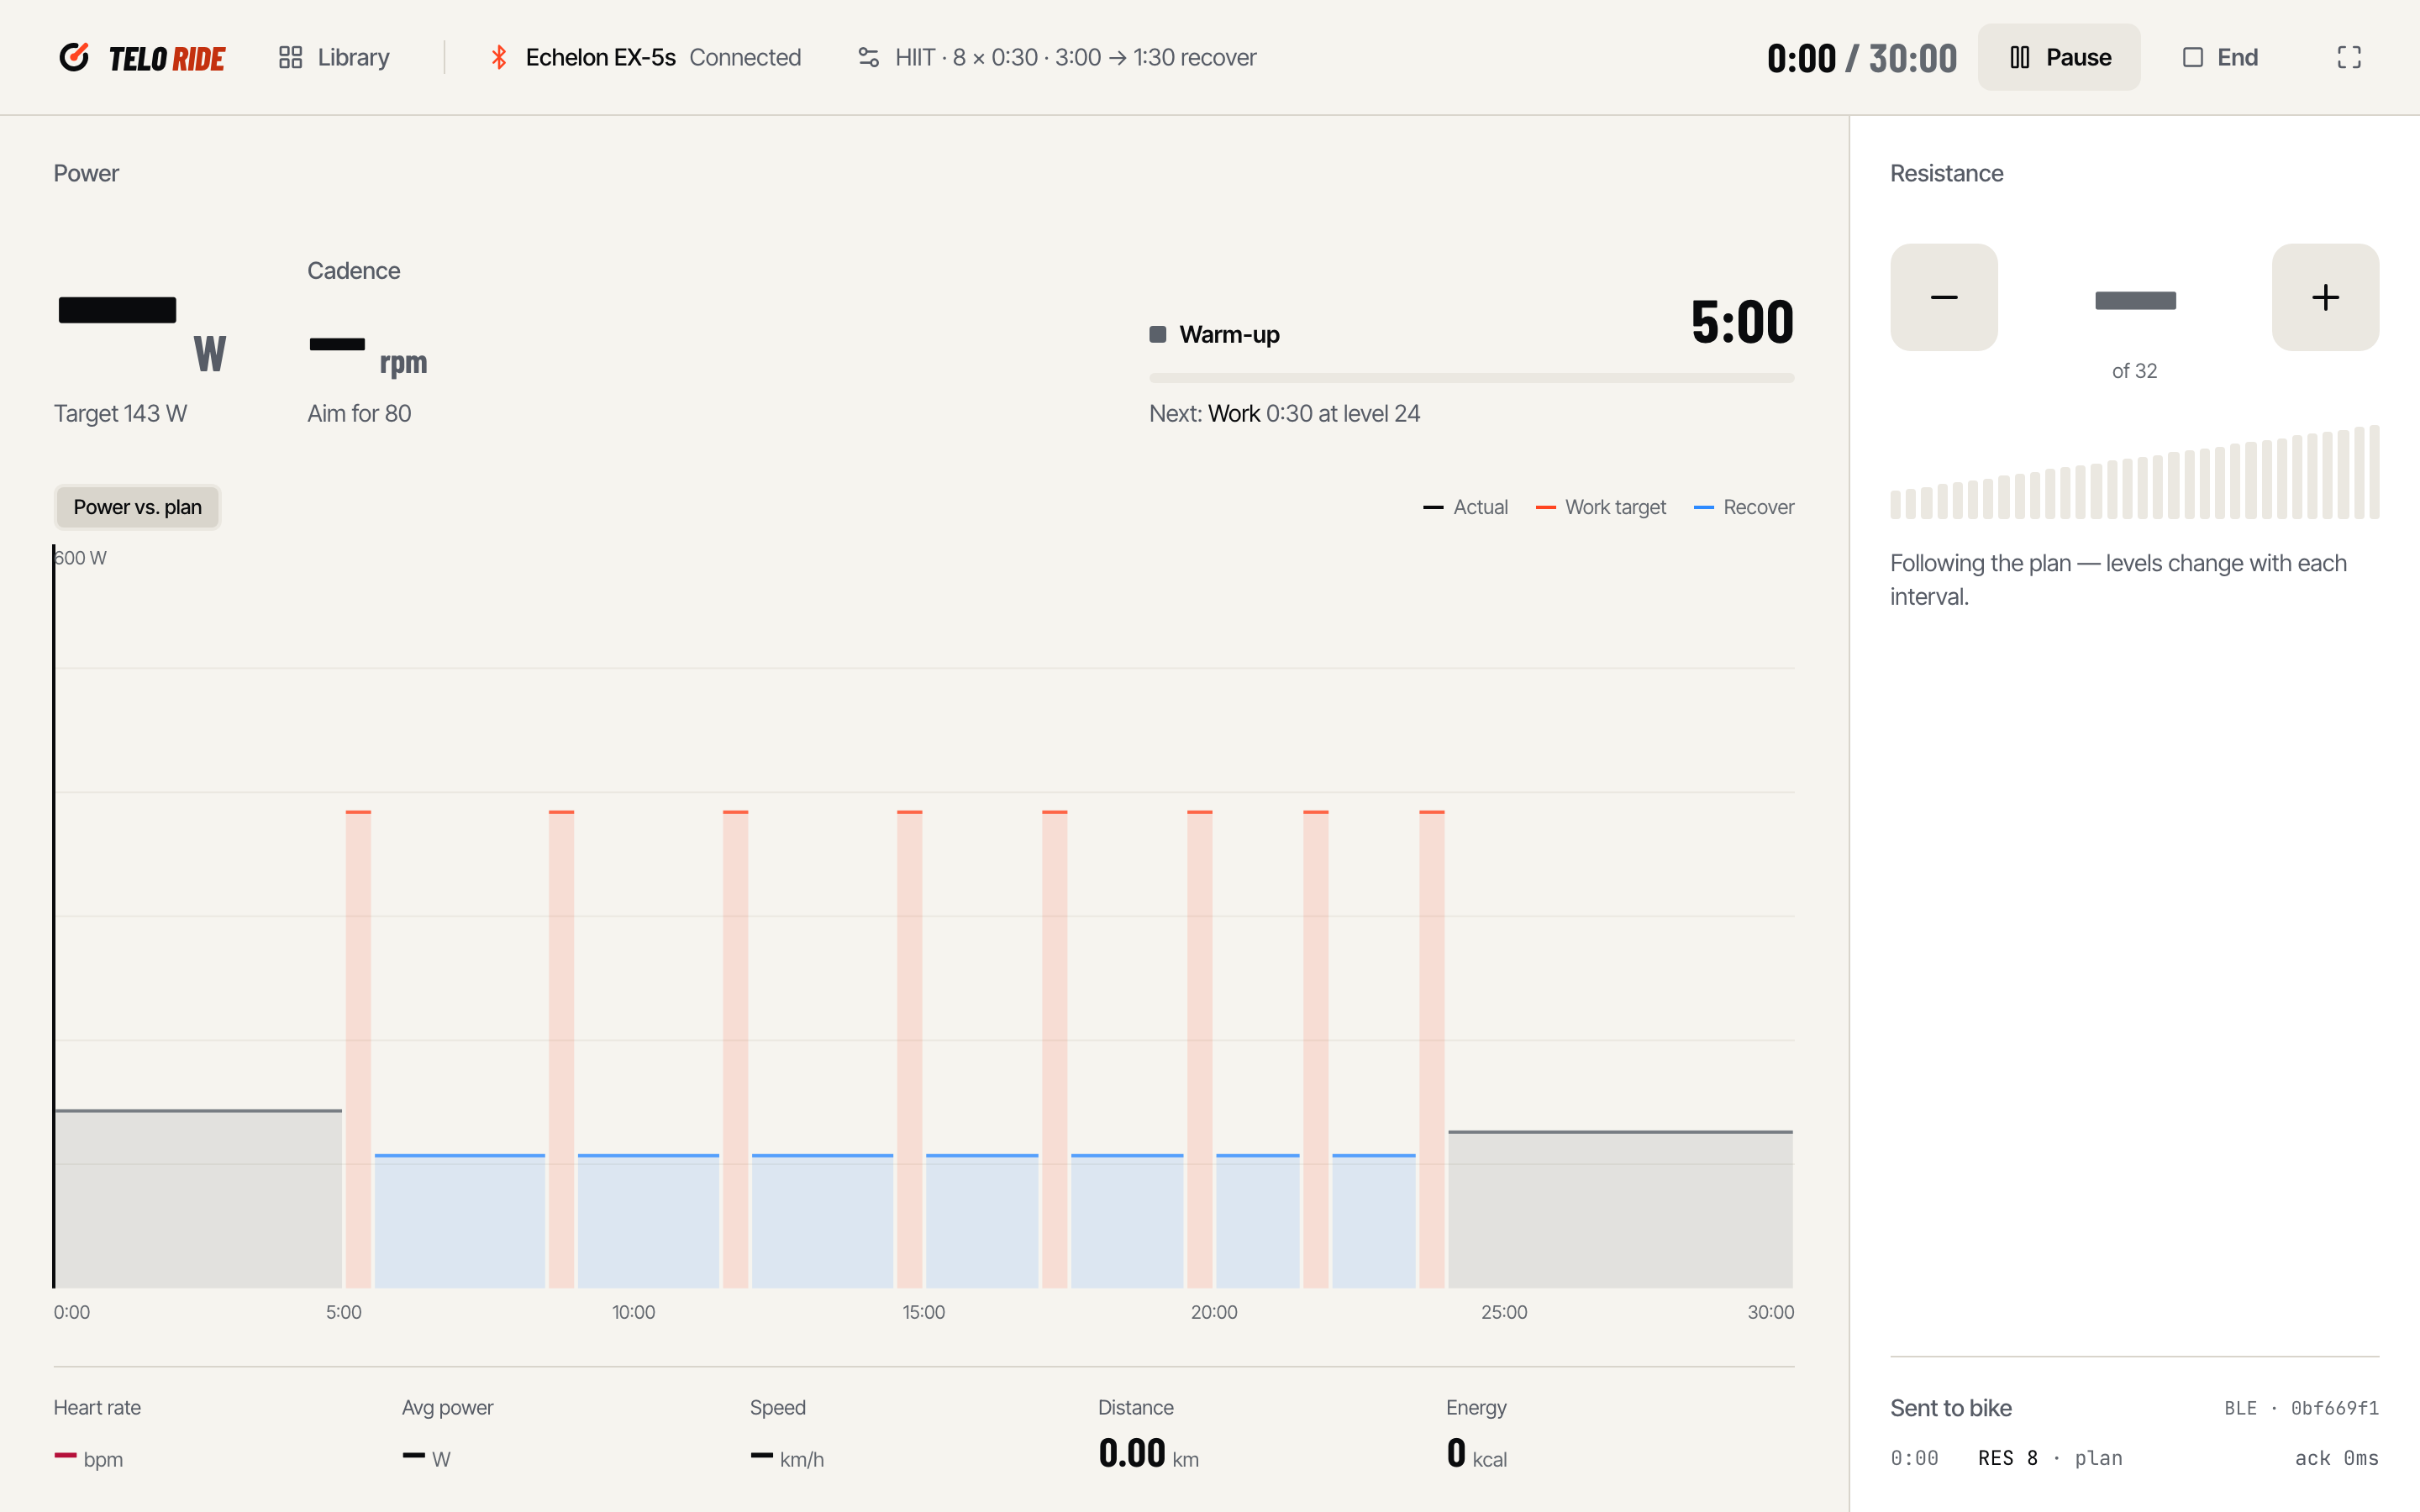 TELO RIDE
Library
Echelon EX-5s Connected
HIIT · 8 × 0:30 · 3:00 → 1:30 recover
0:00 / 30:00
Pause
End
Power
— W
Target 143 W
Cadence
— rpm
Aim for 80
Warm-up
5:00
Next: Work 0:30 at level 24
Power vs. plan
Actual
Work target
Recover
600 W
0:00
5:00
10:00
15:00
20:00
25:00
30:00
Heart rate
— bpm
Avg power
— W
Speed
— km/h
Distance
0.00 km
Energy
0 kcal
Resistance
− — +
of 32
Following the plan — levels change with each
interval.
Sent to bike
BLE · 0bf669f1
0:00 RES 8 · plan ack 0ms